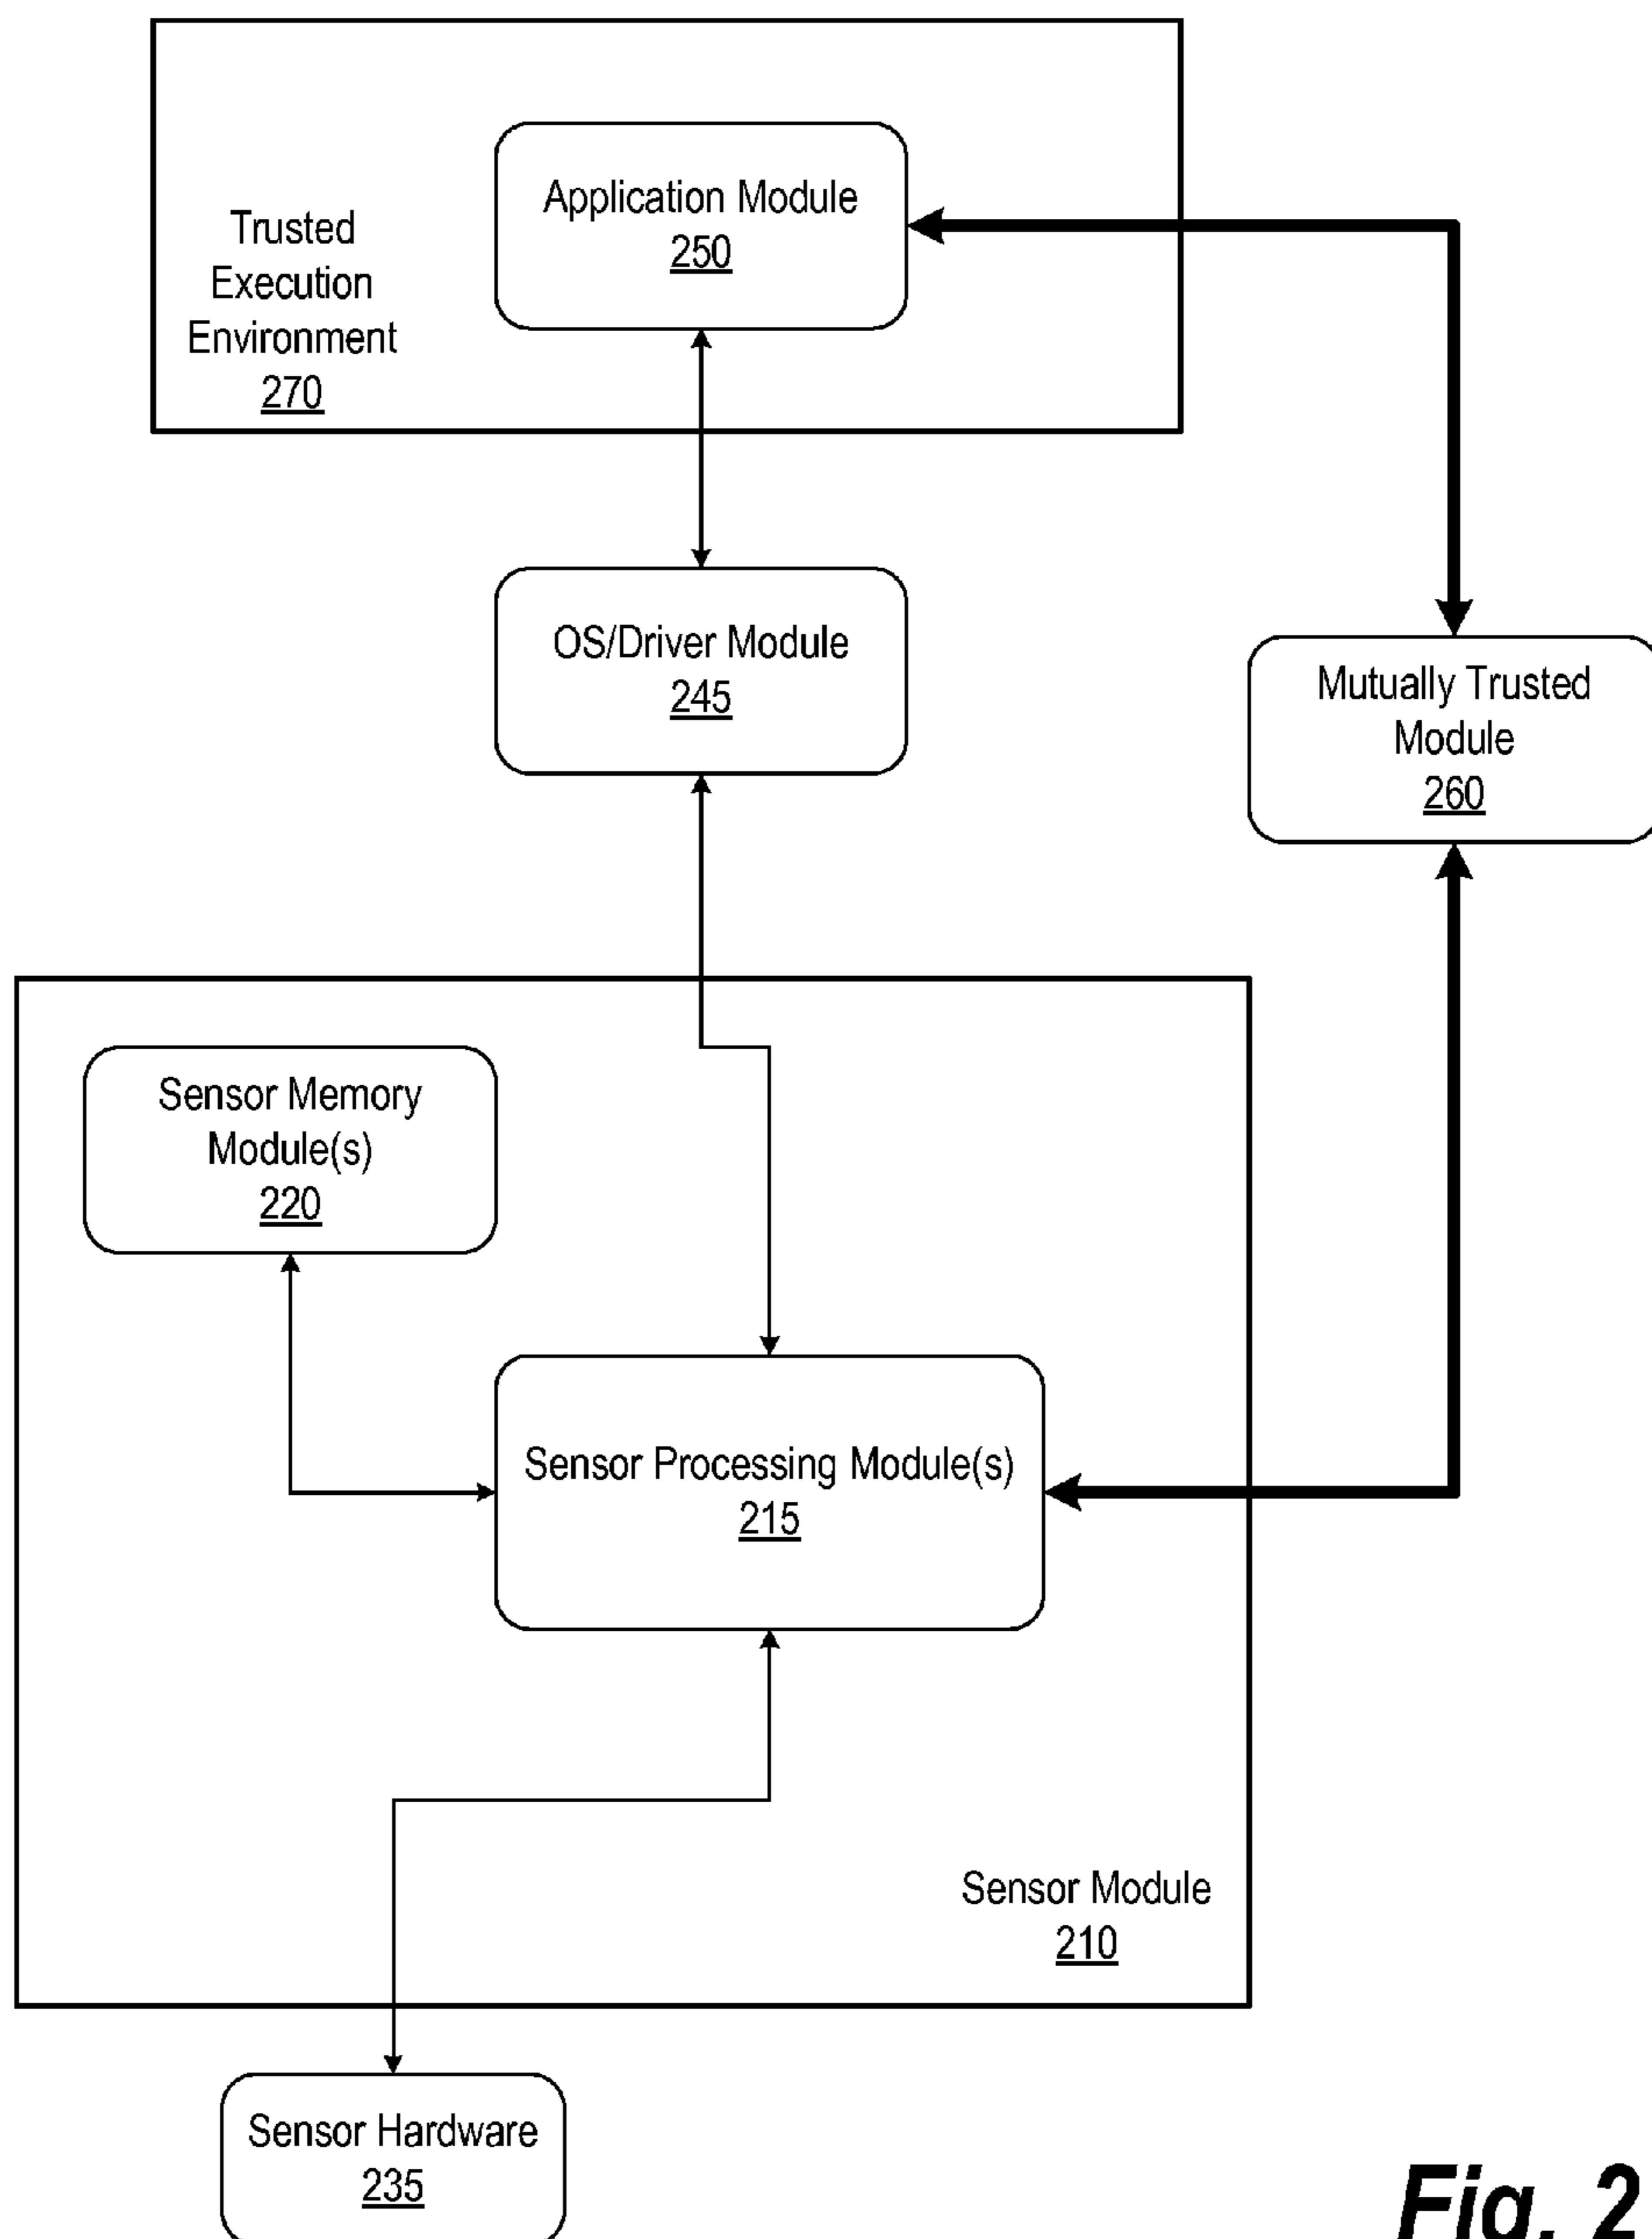 Application Module
250
Trusted
Execution
Environment
270
OS/Driver Module
245
Mutually Trusted
Module
260
Sensor Memory
Module(s)
220
Sensor Processing Module(s)
215
Sensor Module
210
Sensor Hardware
235
Fig. 2